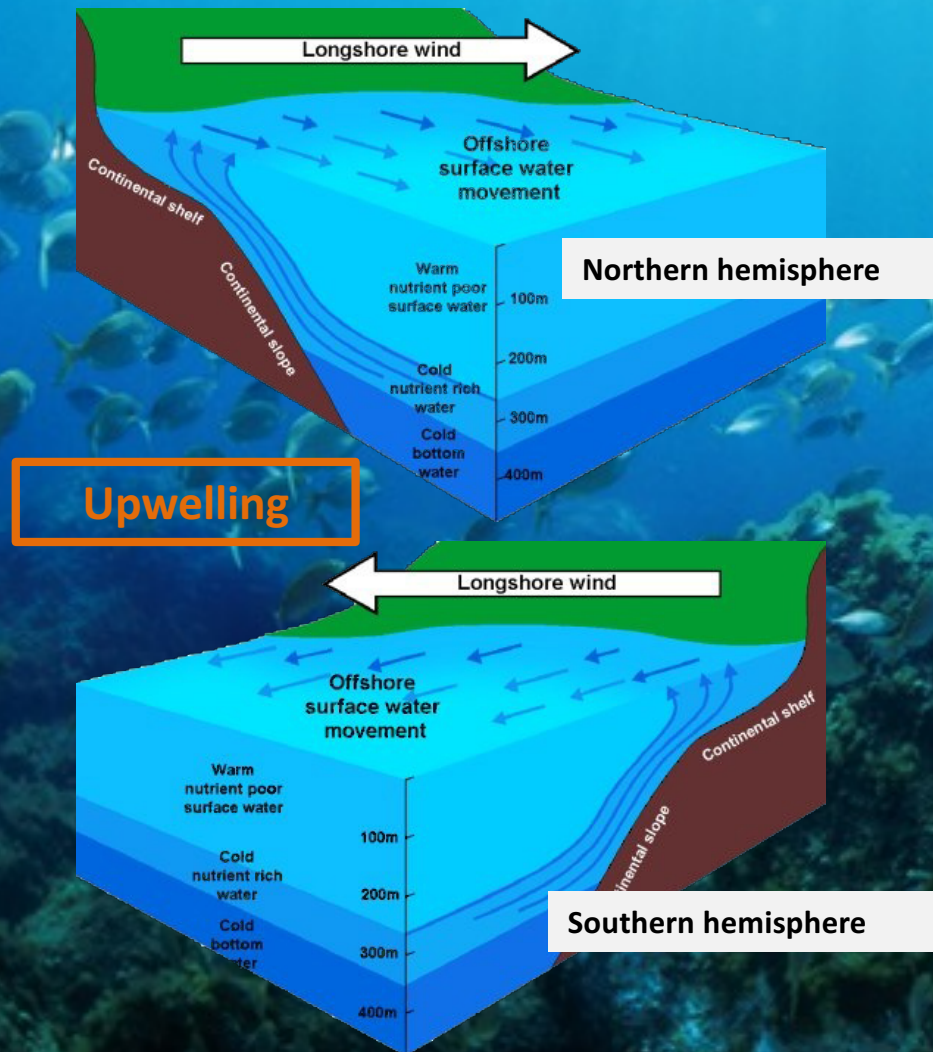 Longshore wind
Offshore
surface water
movement
Continental shelf
Continental slope
Warm
nutrient poor
surface water
100m
Northern hemisphere
200m
Cold
nutrient rich
water
300m
Cold
bottom
water
400m
Upwelling
Longshore wind
Offshore
surface water
movement
Continental shelf
Warm
nutrient poor
surface water
100m
slope
Cold
nutrient rich
water
200m
Southern hemisphere
Cold
bottom
300m
400m